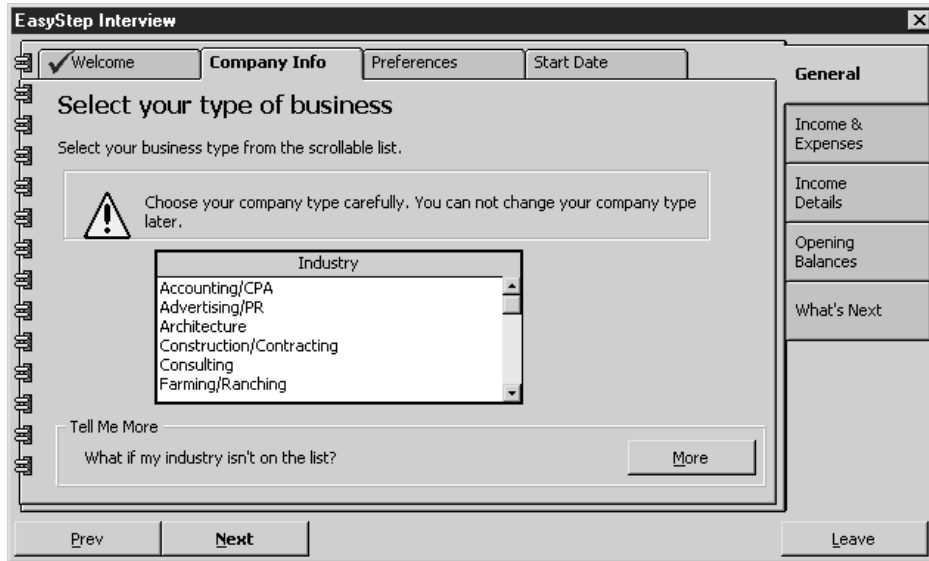 EasyStep Interview
Welcome
Company Info
Preferences
Start Date
General
Income &
Expenses
Income
Details
Opening
Balances
What's Next
Select your type of business
Select your business type from the scrollable list.
Choose your company type carefully. You can not change your company type
later.
Industry
Accounting/CPA
Advertising/PR
Architecture
Construction/Contracting
Consulting
Farming/Ranching
Tell Me More
What if my industry isn't on the list?
More
Prev
Next
Leave